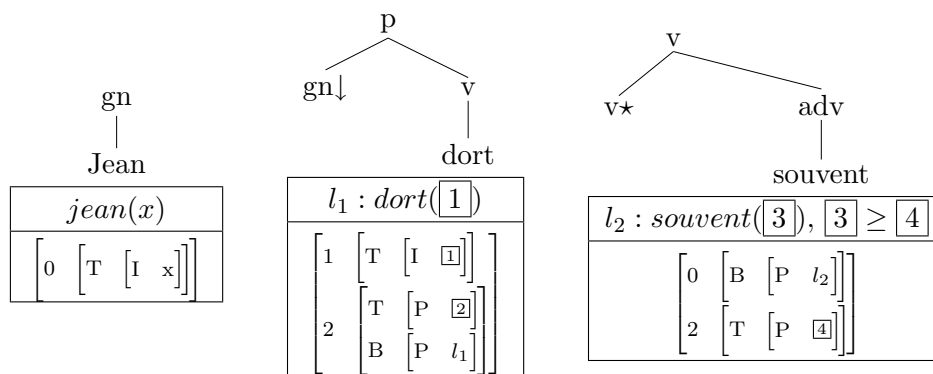 p
v
gn↓
v
gn
v⋆
adv
Jean
dort
souvent
jean(x)
l₁ : dort( 1 )
l₂ : souvent( 3 ), 3 ≥ 4
[0 [T [I x]]]
[1 [T [I 1]]
2 [T [P 2]
B [P l₁]]]
[0 [B [P l₂]]
2 [T [P 4]]]